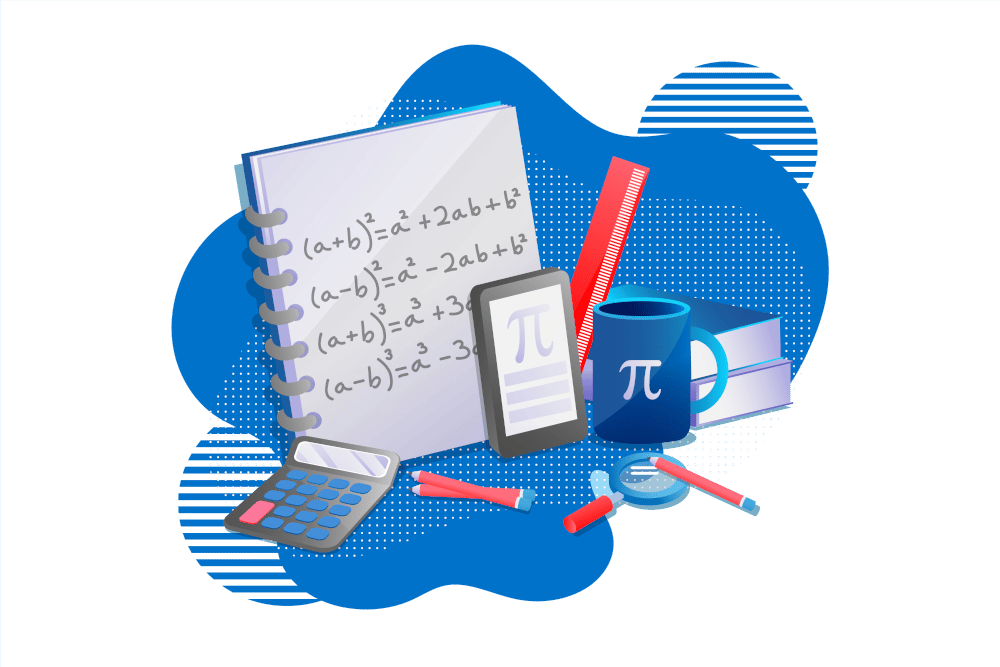 (a+b)²=a²+2ab+b²
(a-b)²=a²-2ab+b²
(a+b)³=a³+3
(a-b)³=a³-3
π
π